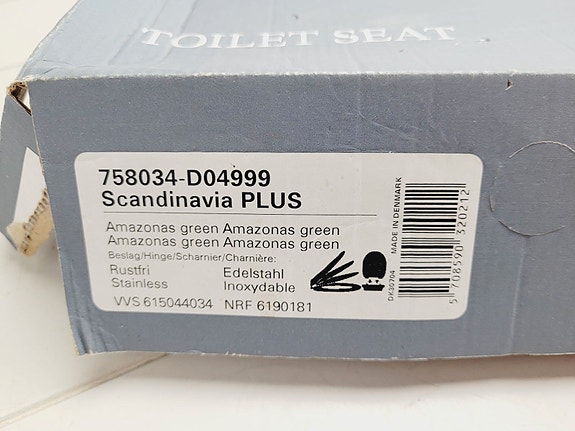 TOILET SEAT
758034-D04999
Scandinavia PLUS
Amazonas green Amazonas green
Amazonas green Amazonas green
Beslag/Hinge/Scharnier/Charnière:
Rustfri Edelstahl
Stainless Inoxydable
VVS 615044034 NRF 6190181
DK30704 MADE IN DENMARK
5 708590 320212